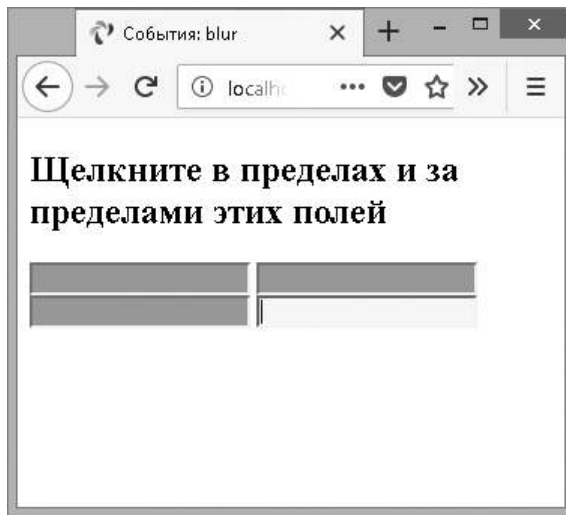 События: blur
localh
Щелкните в пределах и за
пределами этих полей